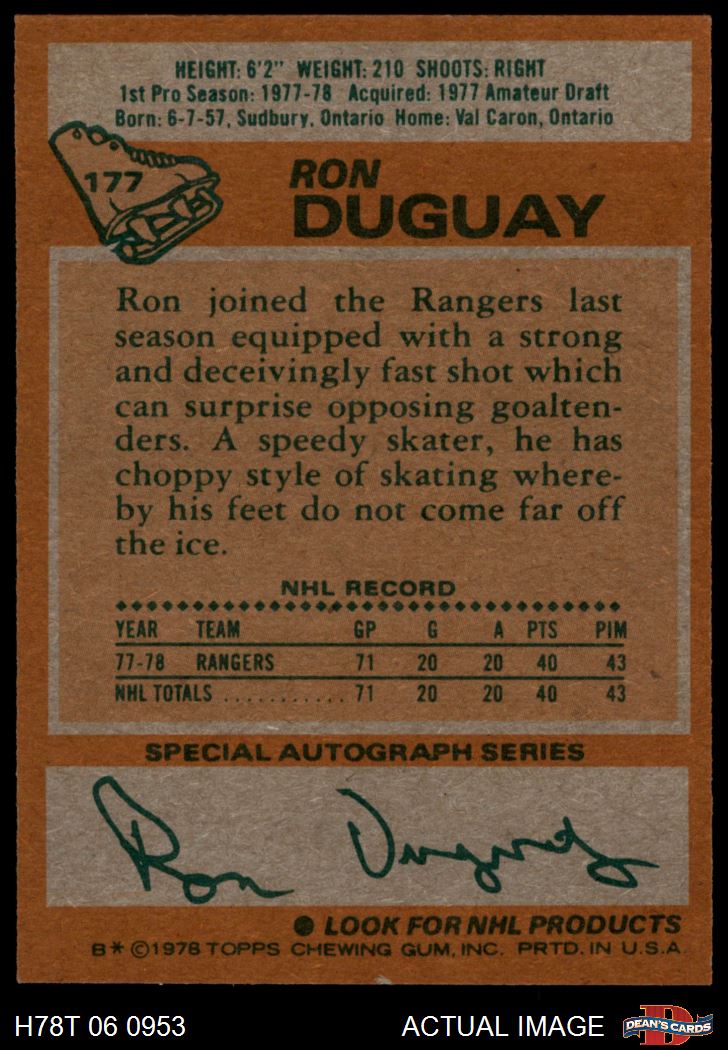 HEIGHT: 6'2" WEIGHT: 210 SHOOTS: RIGHT
1st Pro Season: 1977-78 Acquired: 1977 Amateur Draft
Born: 6-7-57, Sudbury, Ontario Home: Val Caron, Ontario
177
RON
DUGUAY
Ron joined the Rangers last
season equipped with a strong
and deceivingly fast shot which
can surprise opposing goalten-
ders. A speedy skater, he has
choppy style of skating where-
by his feet do not come far off
the ice.
NHL RECORD
YEAR TEAM GP G A PTS PIM
77-78 RANGERS 71 20 20 40 43
NHL TOTALS ........... 71 20 20 40 43
SPECIAL AUTOGRAPH SERIES
Ron Duguay
● LOOK FOR NHL PRODUCTS
B* ©1978 TOPPS CHEWING GUM, INC. PRTD. IN U.S.A.
H78T 06 0953 ACTUAL IMAGE D DEAN'S CARDS